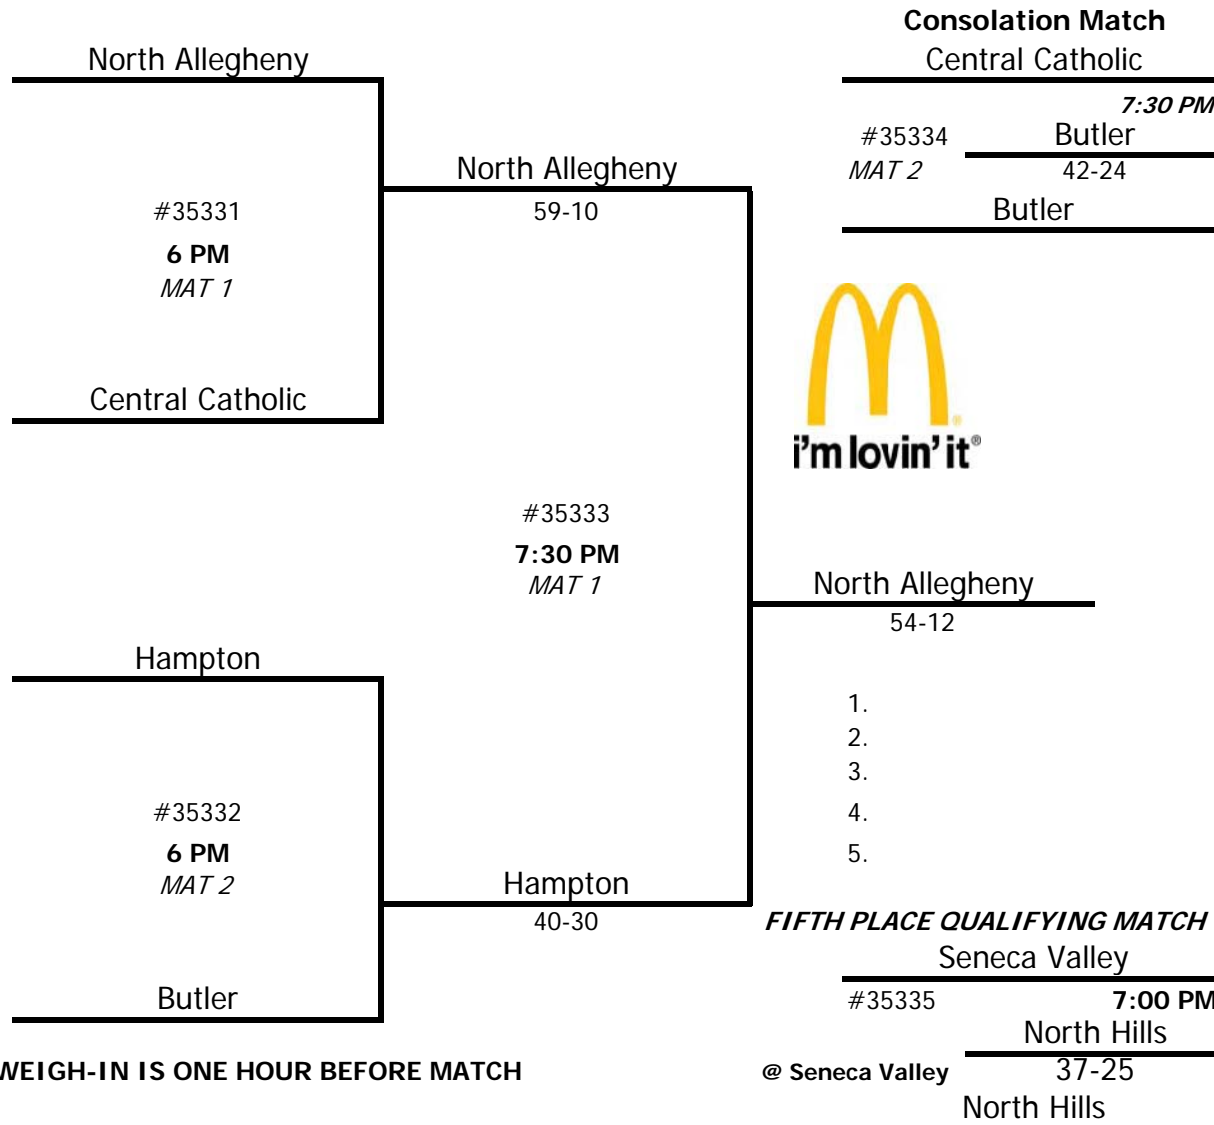 Consolation Match
North Allegheny
Central Catholic
7:30 PM
#35334
Butler
MAT 2
42-24
Butler
North Allegheny
59-10
#35331
6 PM
MAT 1
Central Catholic
i'm lovin' it®
#35333
7:30 PM
MAT 1
North Allegheny
54-12
Hampton
1.
2.
3.
4.
5.
#35332
6 PM
MAT 2
Hampton
40-30
Butler
FIFTH PLACE QUALIFYING MATCH
Seneca Valley
#35335
7:00 PM
North Hills
@ Seneca Valley
37-25
North Hills
WEIGH-IN IS ONE HOUR BEFORE MATCH